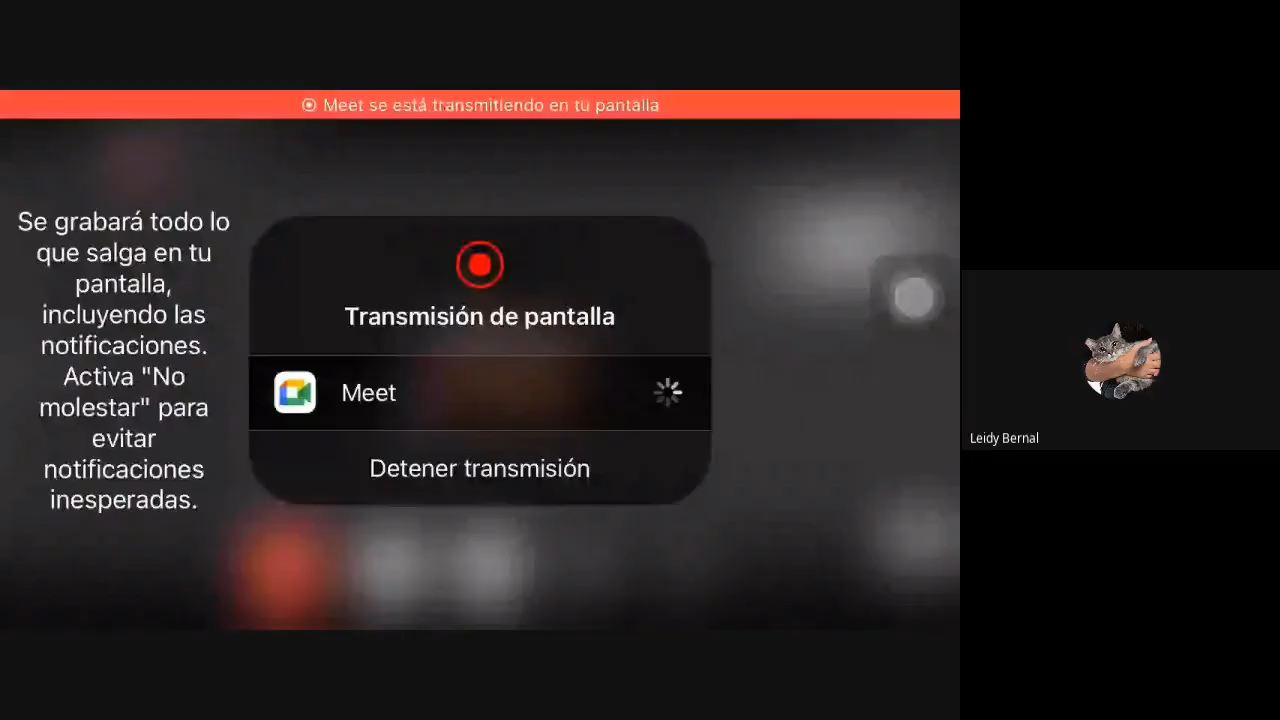 Meet se está transmitiendo en tu pantalla
Se grabará todo lo
que salga en tu
pantalla,
incluyendo las
notificaciones.
Activa "No
molestar" para
evitar
notificaciones
inesperadas.
Transmisión de pantalla
Meet
Detener transmisión
Leidy Bernal